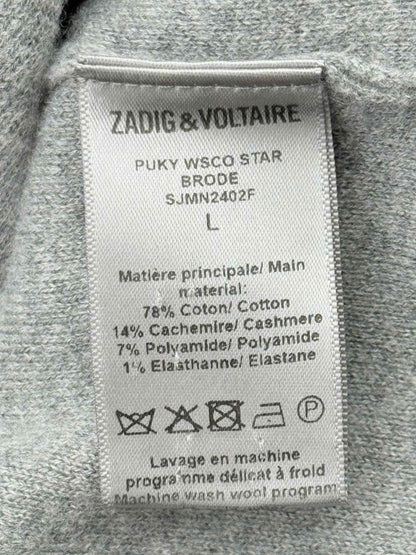 ZADIG & VOLTAIRE
PUKY WSCO STAR
BRODE
SJMN2402F
L
Matière principale/ Main
material:
78% Coton/ Cotton
14% Cachemire/ Cashmere
7% Polyamide/ Polyamide
1% Elasthanne/ Elastane
P
Lavage en machine
programme délicat à froid
Machine wash wool program